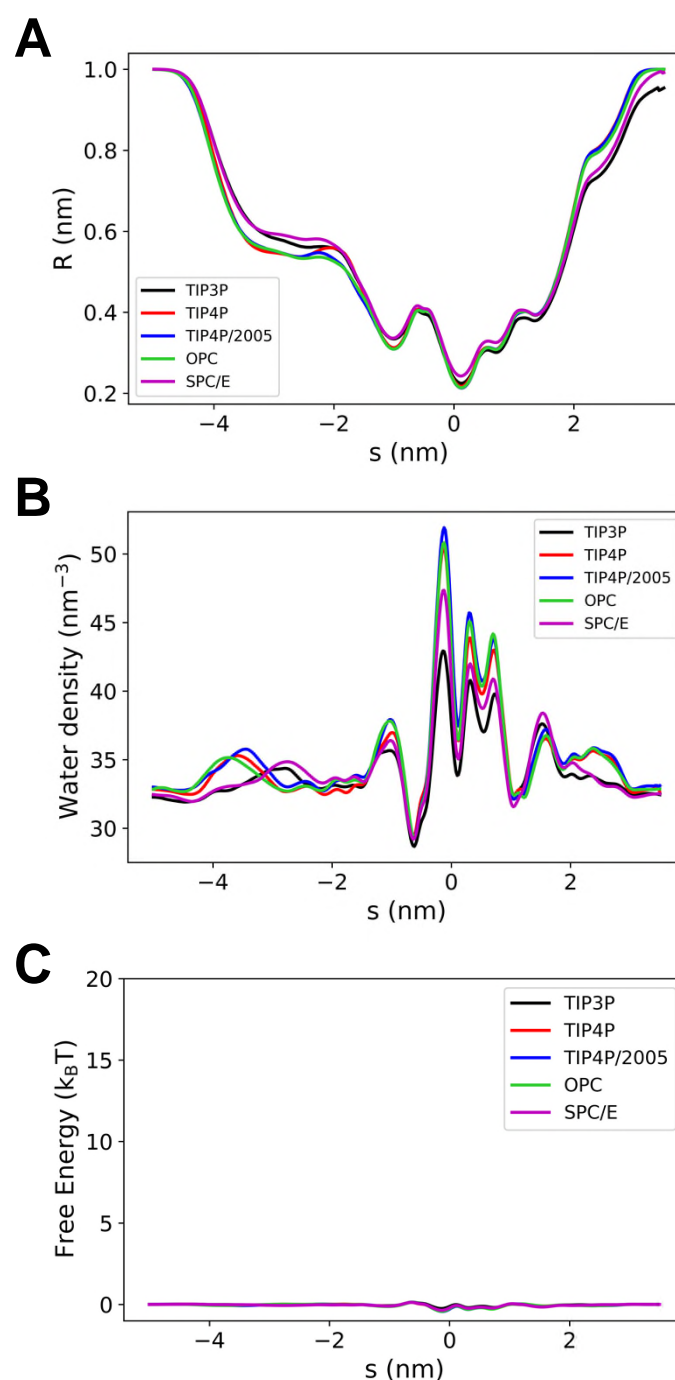 A
1.0
0.8
0.6
0.4
0.2
R (nm)
TIP3P
TIP4P
TIP4P/2005
OPC
SPC/E
−4
−2
0
2
s (nm)
B
50
45
40
35
30
Water density (nm⁻³)
TIP3P
TIP4P
TIP4P/2005
OPC
SPC/E
−4
−2
0
2
s (nm)
C
20
15
10
5
0
Free Energy (k_BT)
TIP3P
TIP4P
TIP4P/2005
OPC
SPC/E
−4
−2
0
2
s (nm)